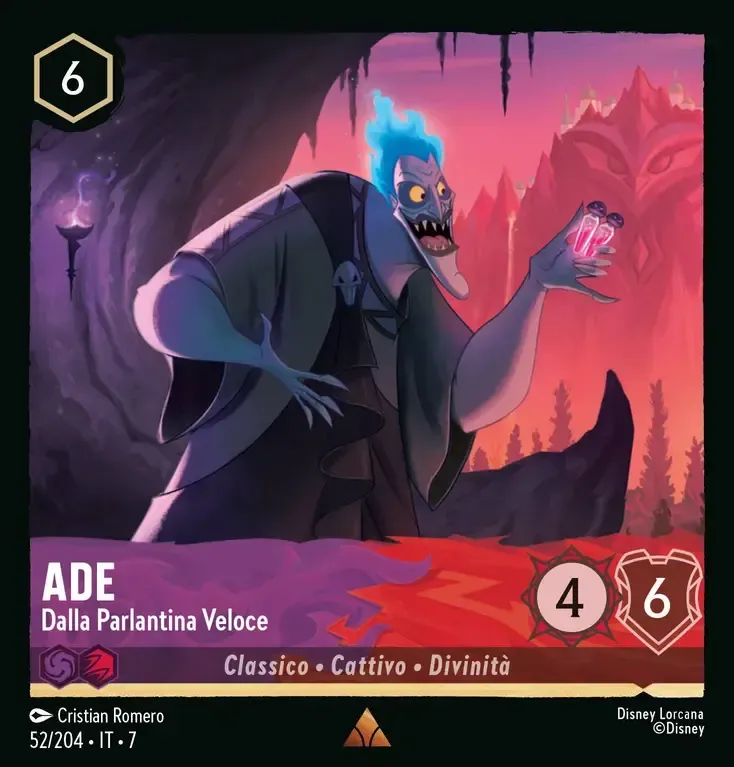 6
ADE
Dalla Parlantina Veloce
4
6
Classico • Cattivo • Divinità
Cristian Romero
Disney Lorcana
52/204 • IT • 7
©Disney